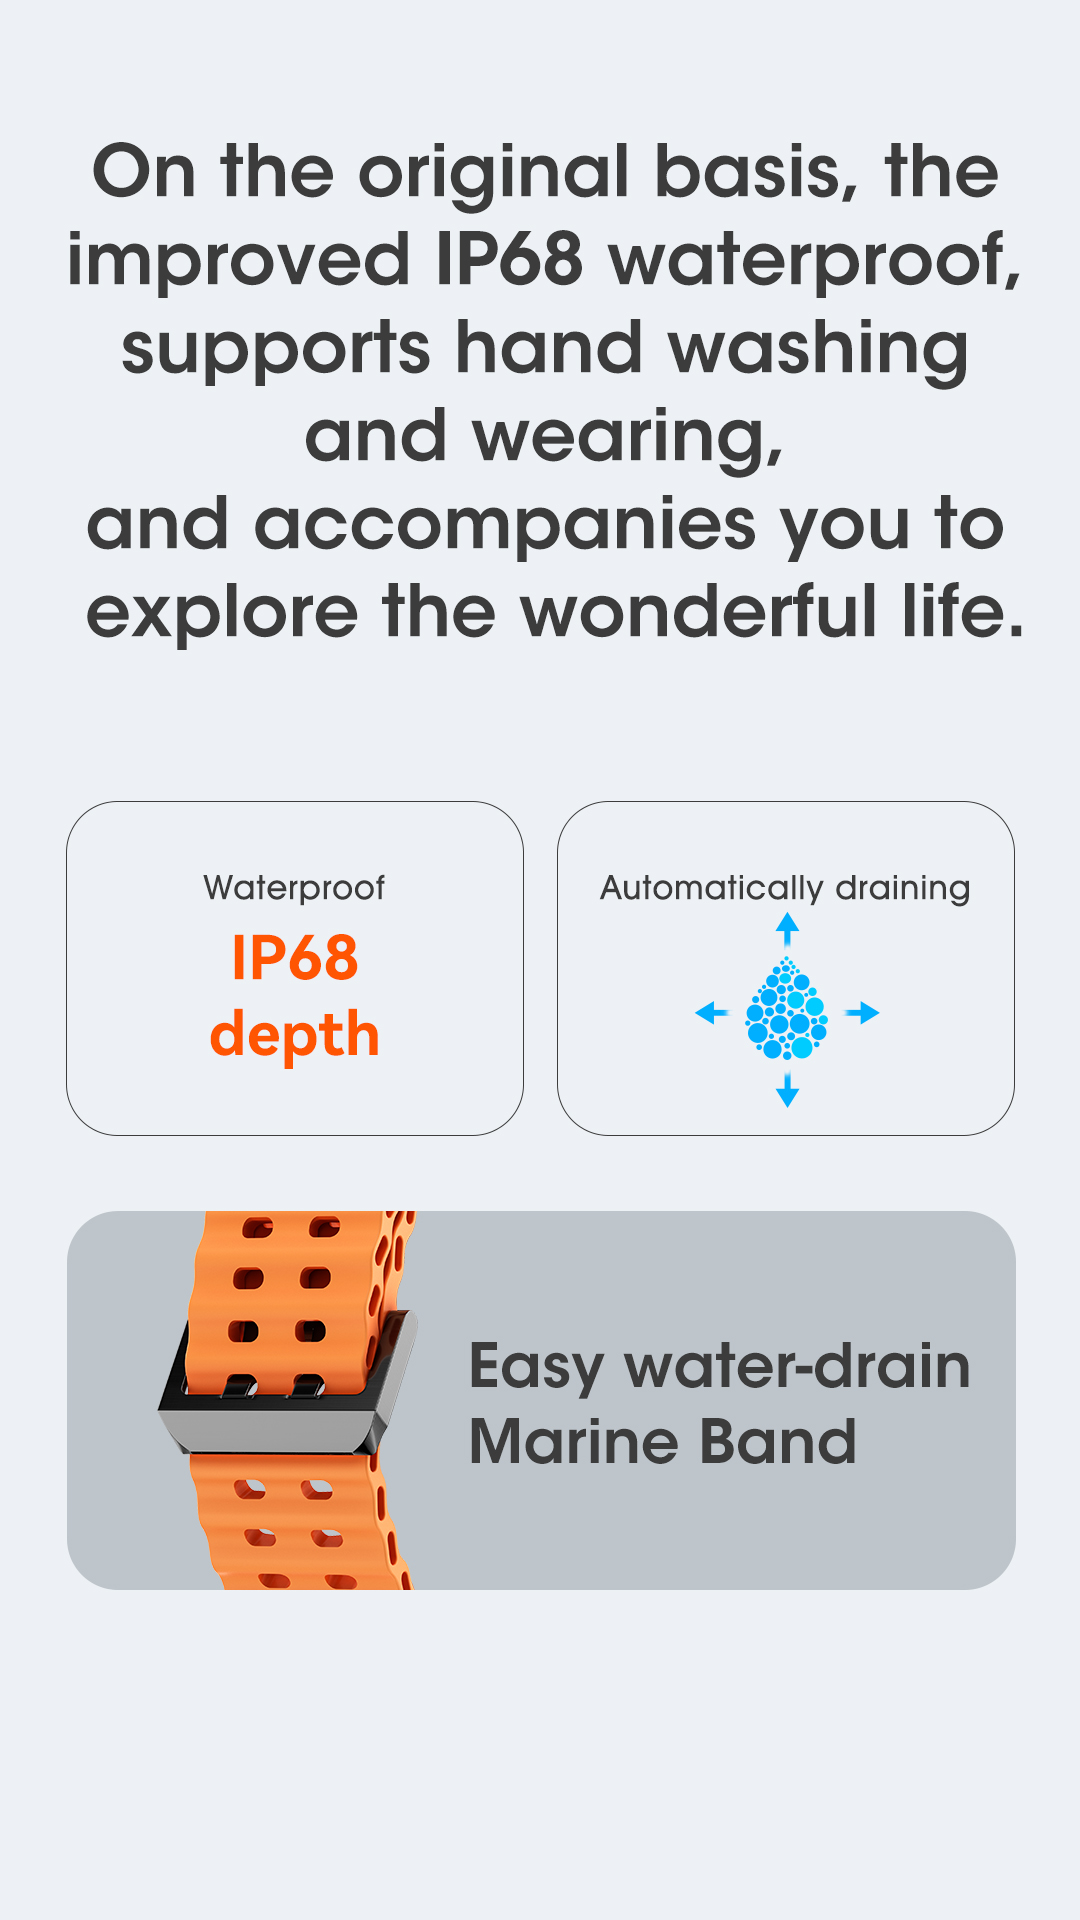 On the original basis, the
improved IP68 waterproof,
supports hand washing
and wearing,
and accompanies you to
explore the wonderful life.
Waterproof
IP68
depth
Automatically draining
Easy water-drain
Marine Band